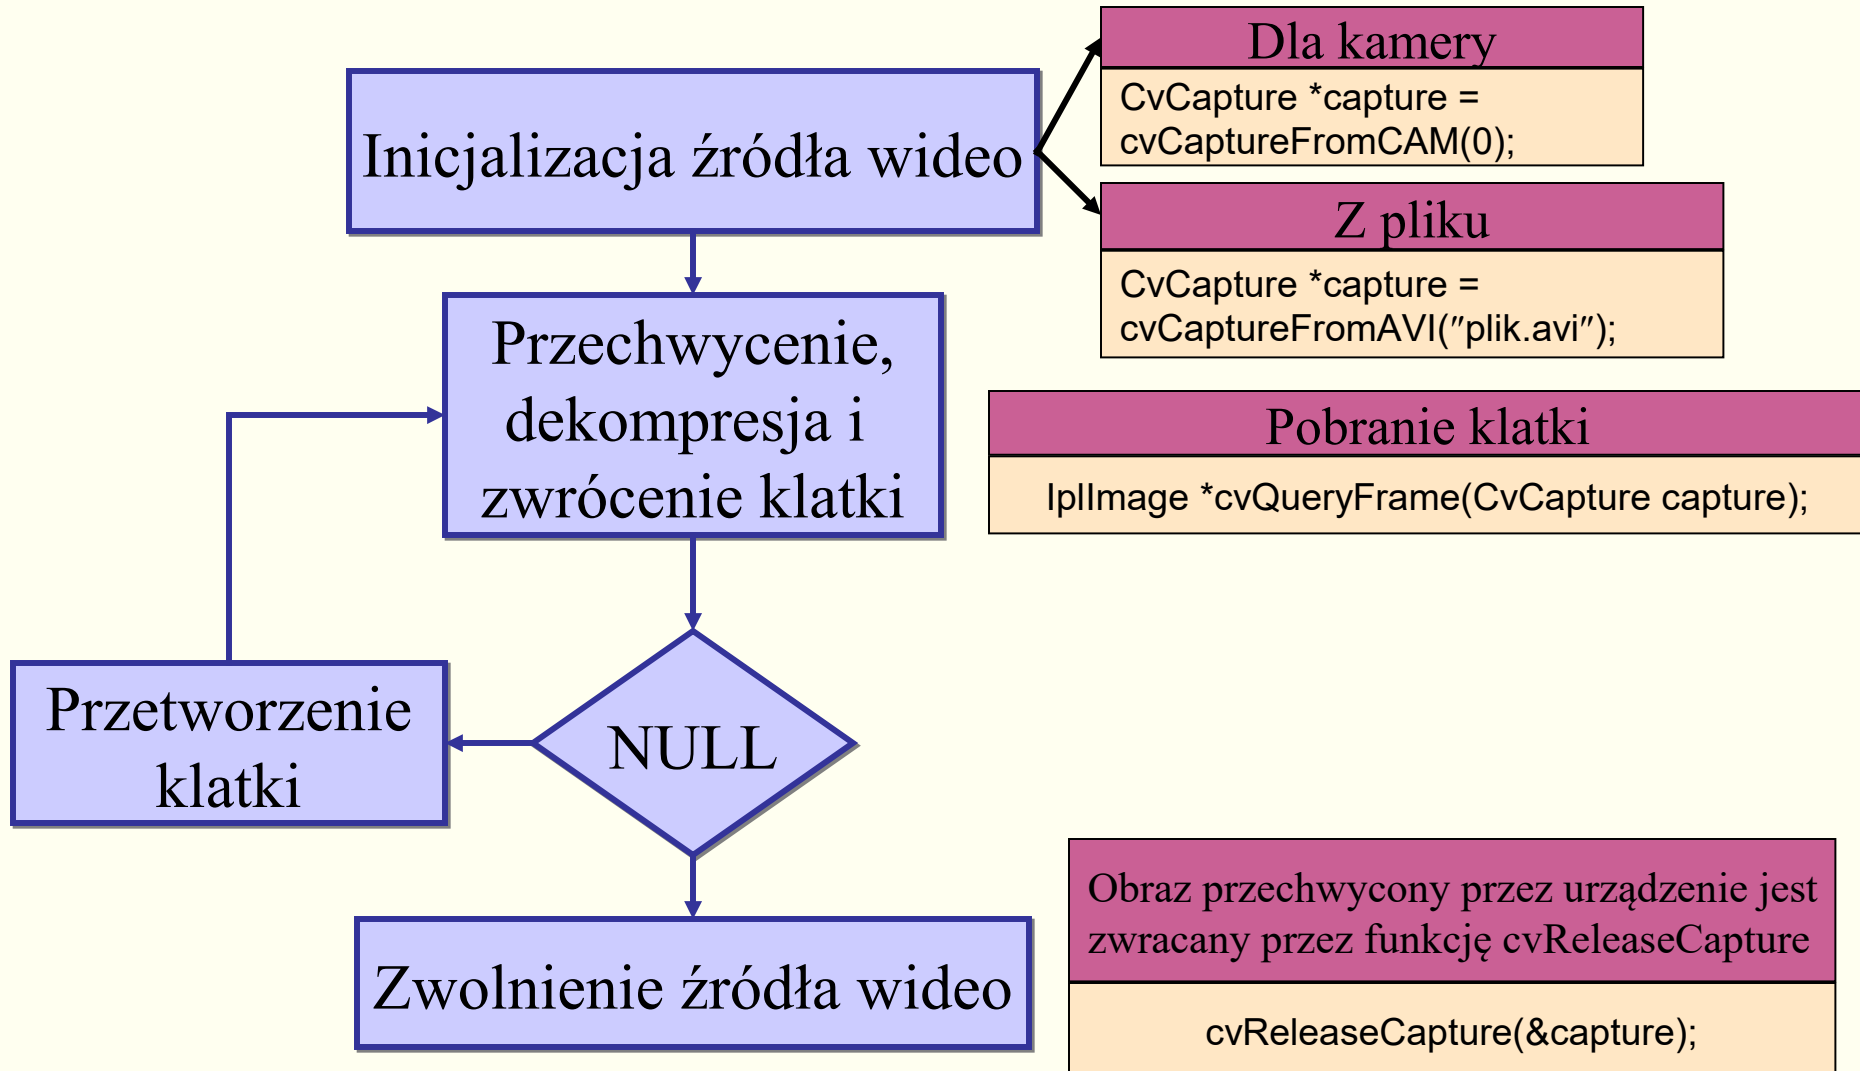 Inicjalizacja źródła wideo
Dla kamery
CvCapture *capture =
cvCaptureFromCAM(0);
Z pliku
CvCapture *capture =
cvCaptureFromAVI(″plik.avi″);
Przechwycenie,
dekompresja i
zwrócenie klatki
Pobranie klatki
IplImage *cvQueryFrame(CvCapture capture);
Przetworzenie
klatki
NULL
Zwolnienie źródła wideo
Obraz przechwycony przez urządzenie jest
zwracany przez funkcję cvReleaseCapture
cvReleaseCapture(&capture);